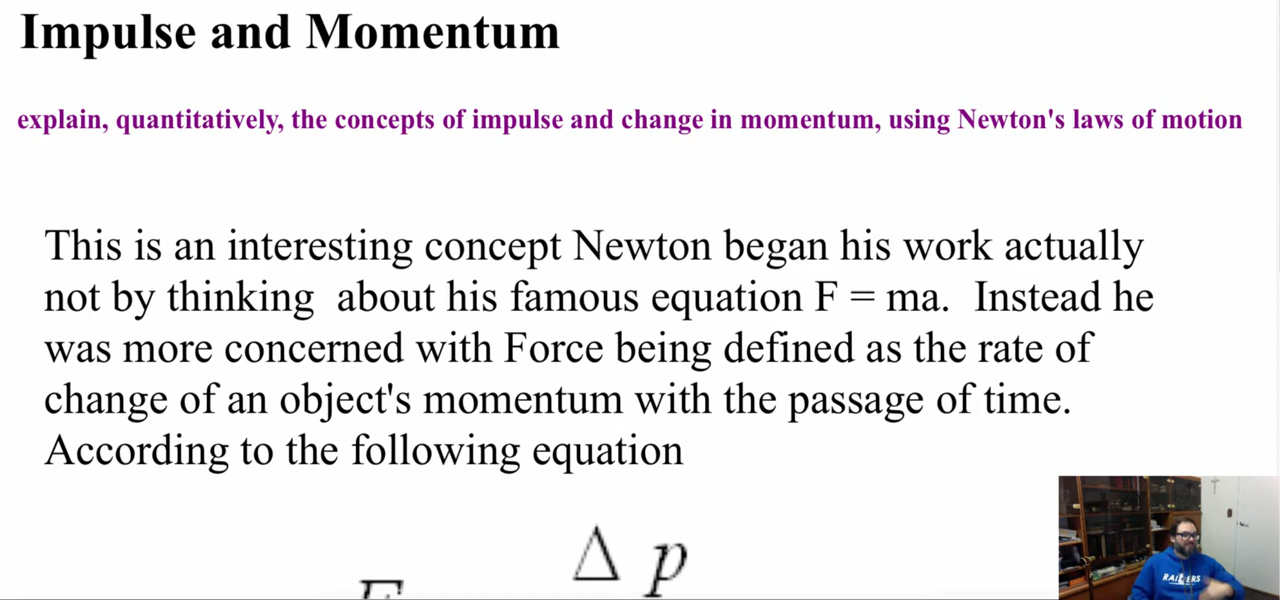 Impulse and Momentum
explain, quantitatively, the concepts of impulse and change in momentum, using Newton's laws of motion
This is an interesting concept Newton began his work actually
not by thinking about his famous equation F = ma. Instead he
was more concerned with Force being defined as the rate of
change of an object's momentum with the passage of time.
According to the following equation
Δ p
F
RAIDERS